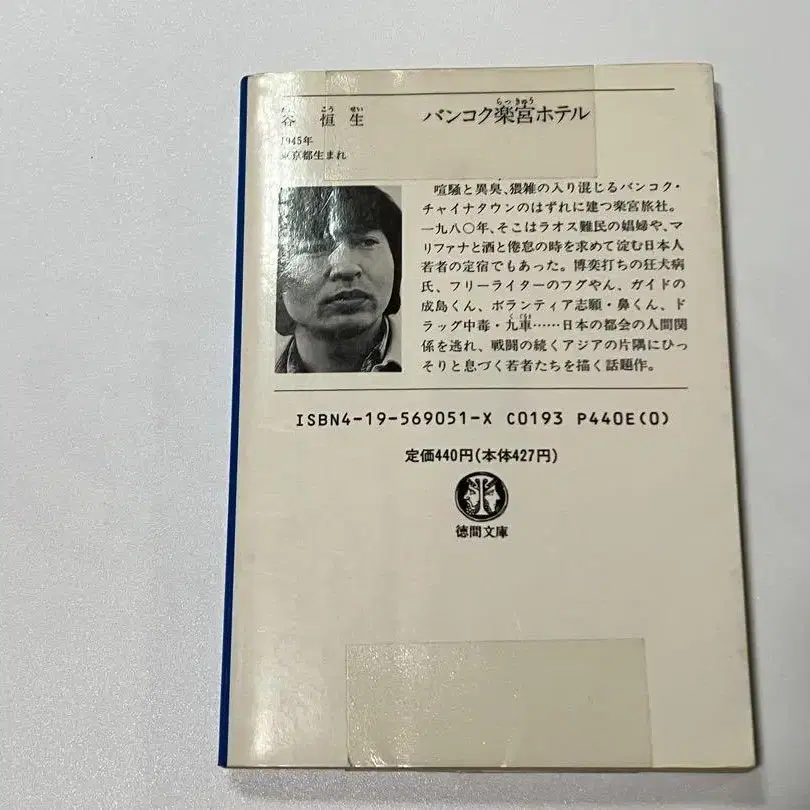 谷恒生
こう せい
1945年
東京都生まれ
らっきゅう
バンコク楽宮ホテル
喧騒と異臭、猥雑の入り混じるバンコク・
チャイナタウンのはずれに建つ楽宮旅社。
一九八〇年、そこはラオス難民の娼婦や、マ
リファナと酒と倦怠の時を求めて淀む日本人
若者の定宿でもあった。博奕打ちの狂犬病
氏、フリーライターのフグやん、ガイドの
成島くん、ボランティア志願・鼻くん、ド
ラッグ中毒・九車……日本の都会の人間関
係を逃れ、戦闘の続くアジアの片隅にひっ
そりと息づく若者たちを描く話題作。
ISBN4-19-569051-X C0193 P440E(0)
定価440円(本体427円)
徳間文庫